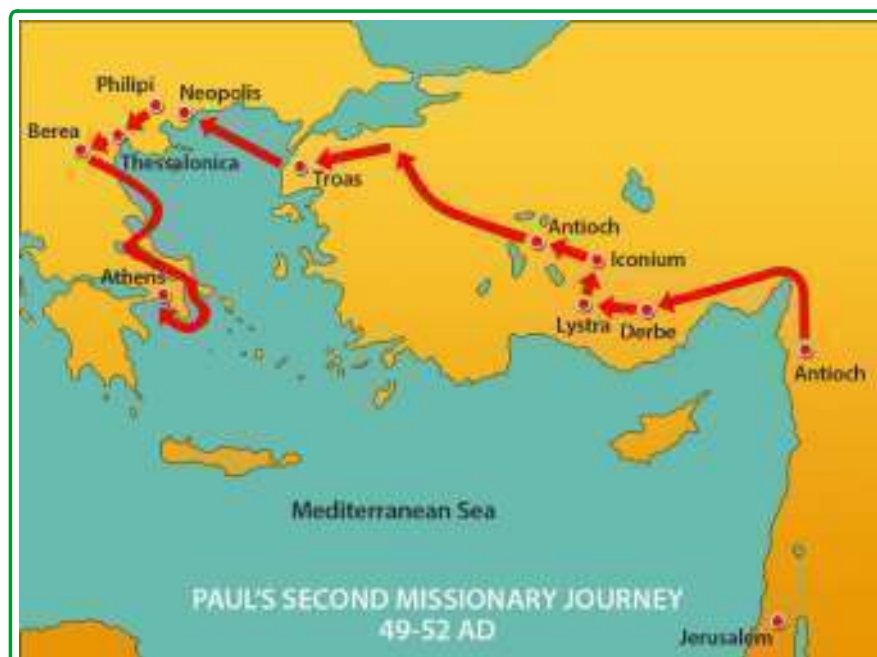 Philipi
Neopolis
Berea
Thessalonica
Troas
Antioch
Iconium
Athens
Lystra
Derbe
Antioch
Mediterranean Sea
PAUL'S SECOND MISSIONARY JOURNEY
49-52 AD
Jerusalem